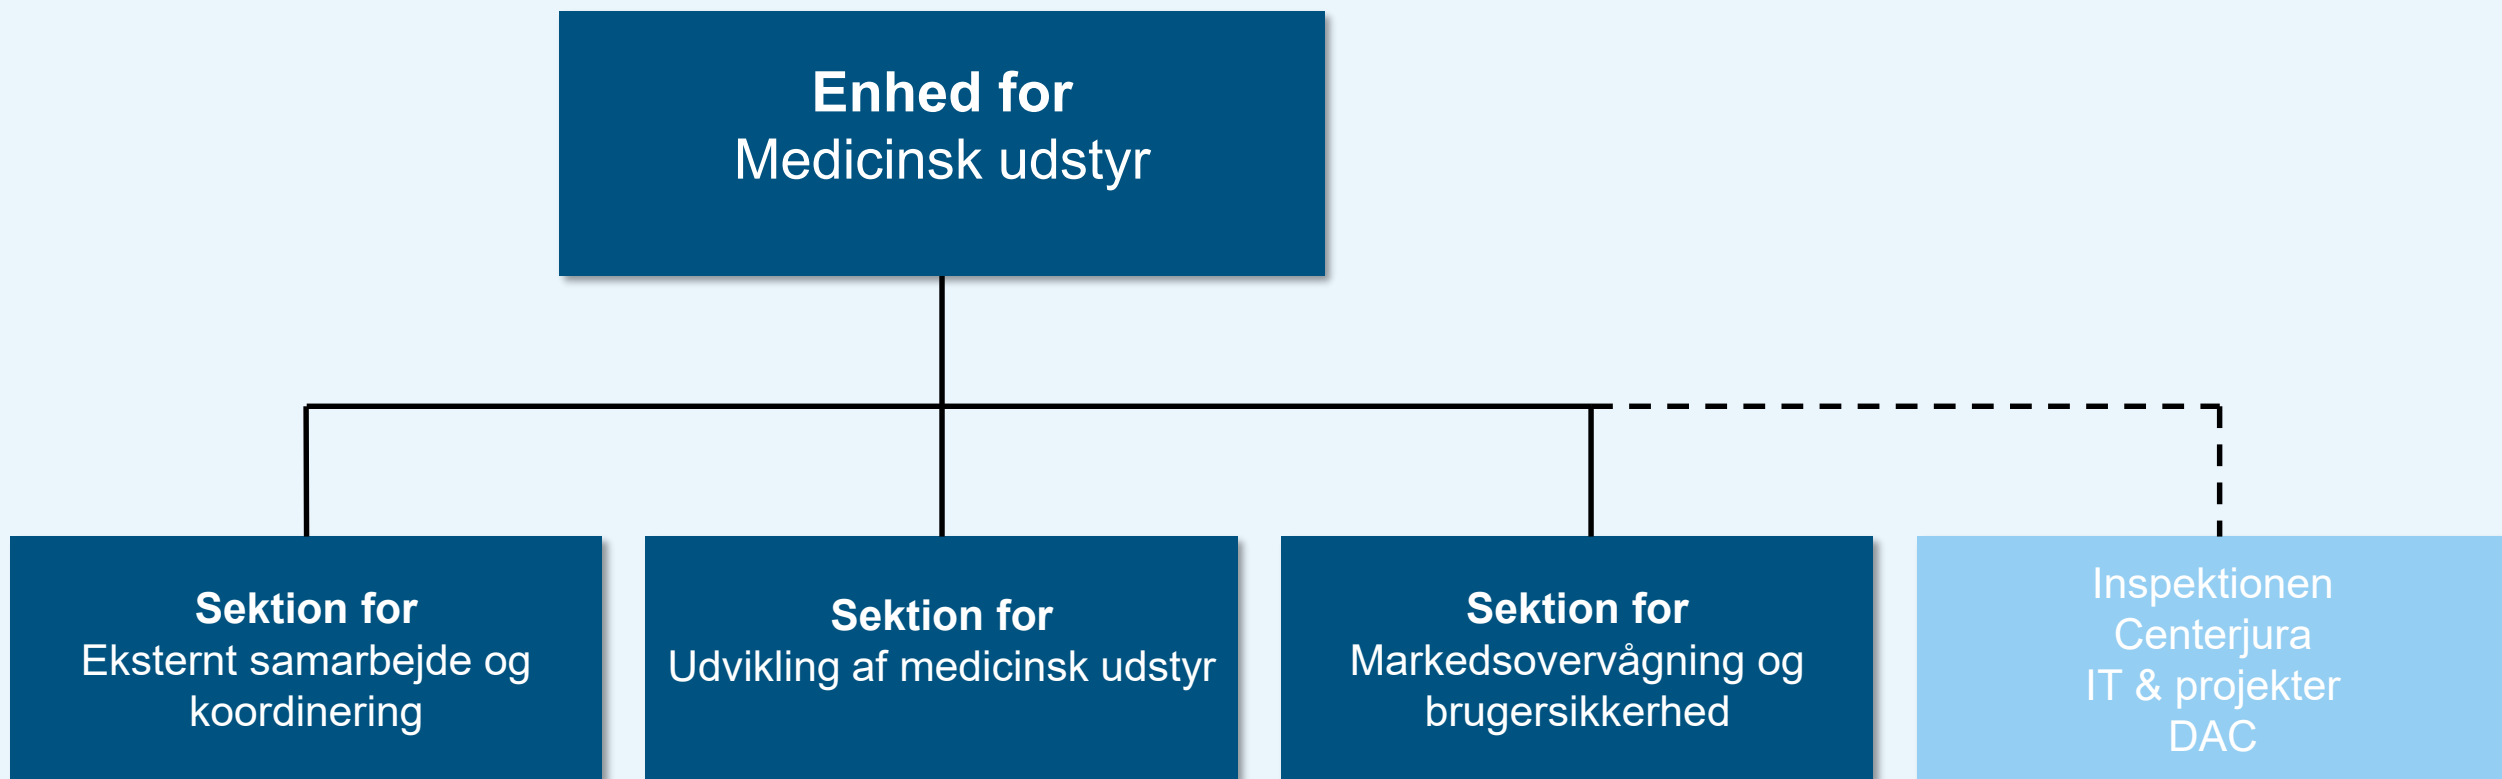 Enhed for
Medicinsk udstyr
Sektion for
Eksternt samarbejde og
koordinering
Sektion for
Udvikling af medicinsk udstyr
Sektion for
Markedsovervågning og
brugersikkerhed
Inspektionen
Centerjura
IT & projekter
DAC